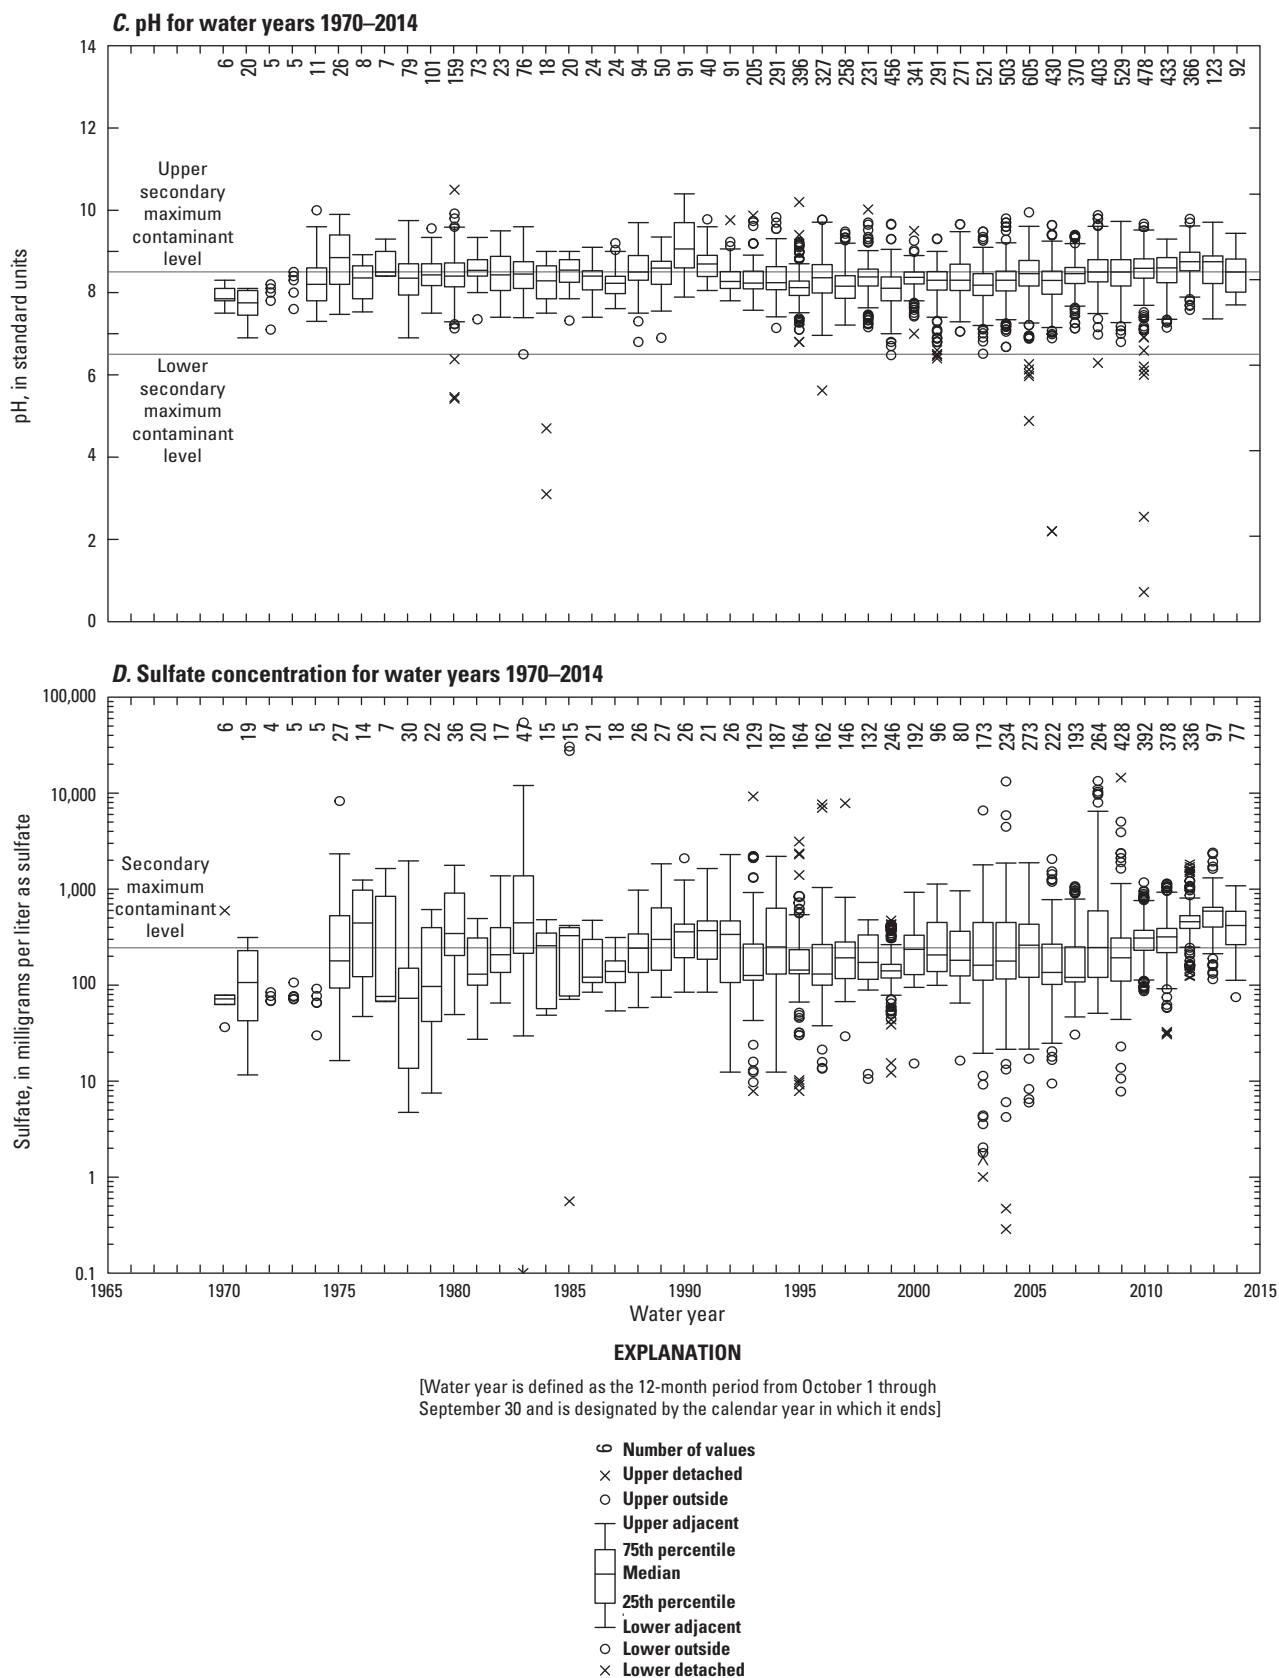 C. pH for water years 1970–2014
14
12
10
8
6
4
2
0
pH, in standard units
6 20 5 5 11 26 8 7 79 101 159 73 23 76 18 20 24 24 94 50 91 40 91 205 291 396 327 258 231 456 341 291 271 521 503 605 430 370 403 529 478 433 366 123 92
Upper
secondary
maximum
contaminant
level
Lower
secondary
maximum
contaminant
level
D. Sulfate concentration for water years 1970–2014
100,000
10,000
1,000
100
10
1
0.1
Sulfate, in milligrams per liter as sulfate
6 19 4 5 5 27 14 7 30 22 36 20 17 47 15 15 21 18 26 27 26 21 26 129 187 164 162 146 132 246 192 96 80 173 234 273 222 193 264 428 392 378 336 97 77
Secondary
maximum
contaminant
level
1965 1970 1975 1980 1985 1990 1995 2000 2005 2010 2015
Water year
EXPLANATION
[Water year is defined as the 12-month period from October 1 through
September 30 and is designated by the calendar year in which it ends]
6 Number of values
Upper detached
Upper outside
Upper adjacent
75th percentile
Median
25th percentile
Lower adjacent
Lower outside
Lower detached